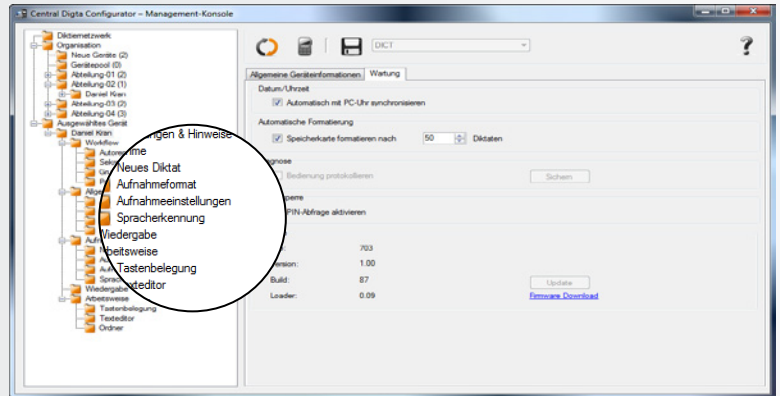 Central Digta Configurator – Management-Konsole
Diktiernetzwerk
Organisation
Neue Geräte (2)
Gerätepool (0)
Abteilung-01 (2)
Abteilung-02 (1)
Daniel Kran
Abteilung-03 (2)
Abteilung-04 (3)
Ausgewähltes Gerät
Daniel Kran
Workflow
ngen & Hinweise
Neues Diktat
Aufnahmeformat
Aufnahmeeinstellungen
Spracherkennung
Wiedergabe
beitsweise
Tastenbelegung
exteditor
Wiedergabe
Arbeitsweise
Tastenbelegung
Texteditor
Ordner
DICT
?
Allgemeine Geräteinformationen Wartung
Datum/Uhrzeit
Automatisch mit PC-Uhr synchronisieren
Automatische Formatierung
Speicherkarte formatieren nach 50 Diktaten
gnose
Bedienung protokollieren Sichern
perre
PIN-Abfrage aktivieren
703
ersion: 1.00
Build: 87 Update
Loader: 0.09 Firmware Download